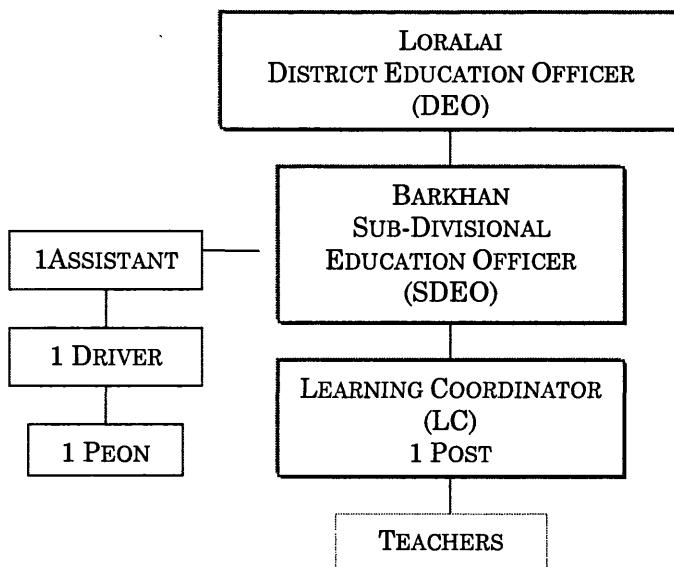 LORALAI
DISTRICT EDUCATION OFFICER
(DEO)
BARKHAN
SUB-DIVISIONAL
EDUCATION OFFICER
(SDEO)
1ASSISTANT
1 DRIVER
1 PEON
LEARNING COORDINATOR
(LC)
1 POST
TEACHERS